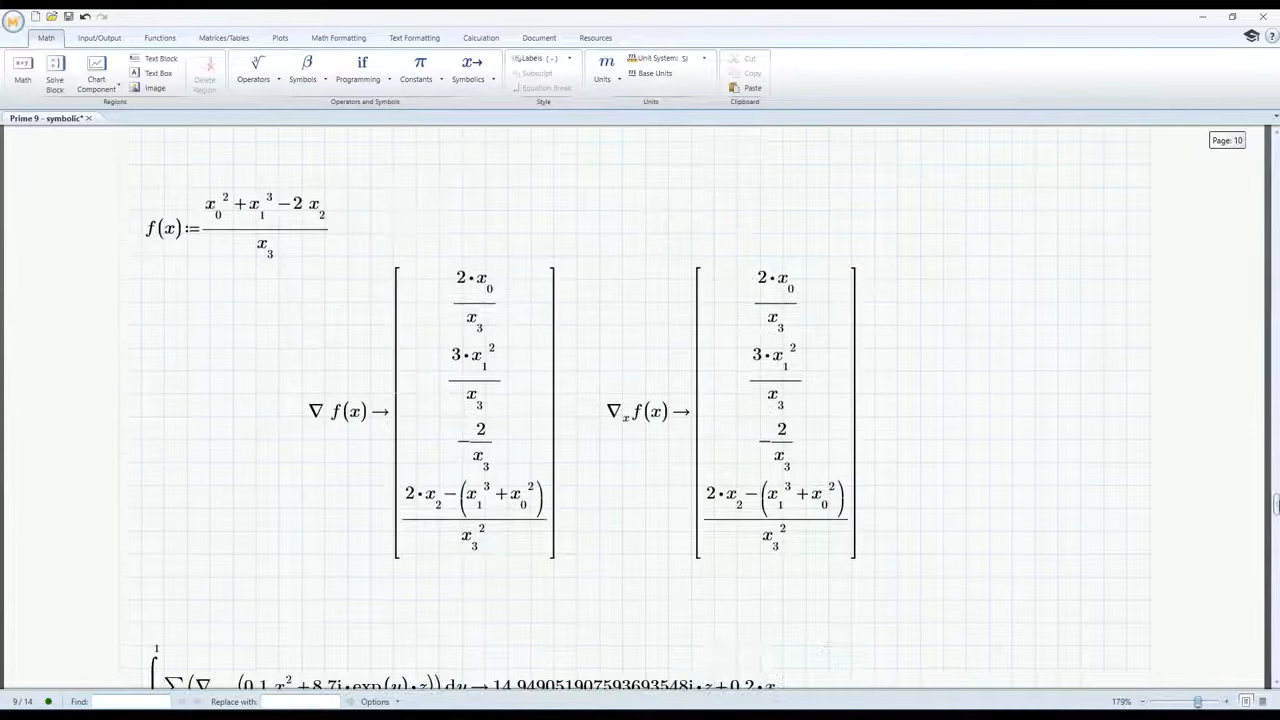 Math Input/Output Functions Matrices/Tables Plots Math Formatting Text Formatting Calculation Document Resources
Math Solve Block Chart Component Text Block Text Box Image Delete Region Operators Symbols Programming Constants Symbolics Labels (-) Subscript Equation Break Units Unit System: SI Base Units Cut Copy Paste
Regions Operators and Symbols Style Units Clipboard
Prime 9 - symbolic*
Page: 10
f(x):=(x_0^2+x_1^3-2 x_2)/x_3
∇ f(x)→[2•x_0/x_3; 3•x_1^2/x_3; -2/x_3; (2•x_2-(x_1^3+x_0^2))/x_3^2] ∇_x f(x)→[2•x_0/x_3; 3•x_1^2/x_3; -2/x_3; (2•x_2-(x_1^3+x_0^2))/x_3^2]
1
9 / 14 Find: Replace with: Options 179%